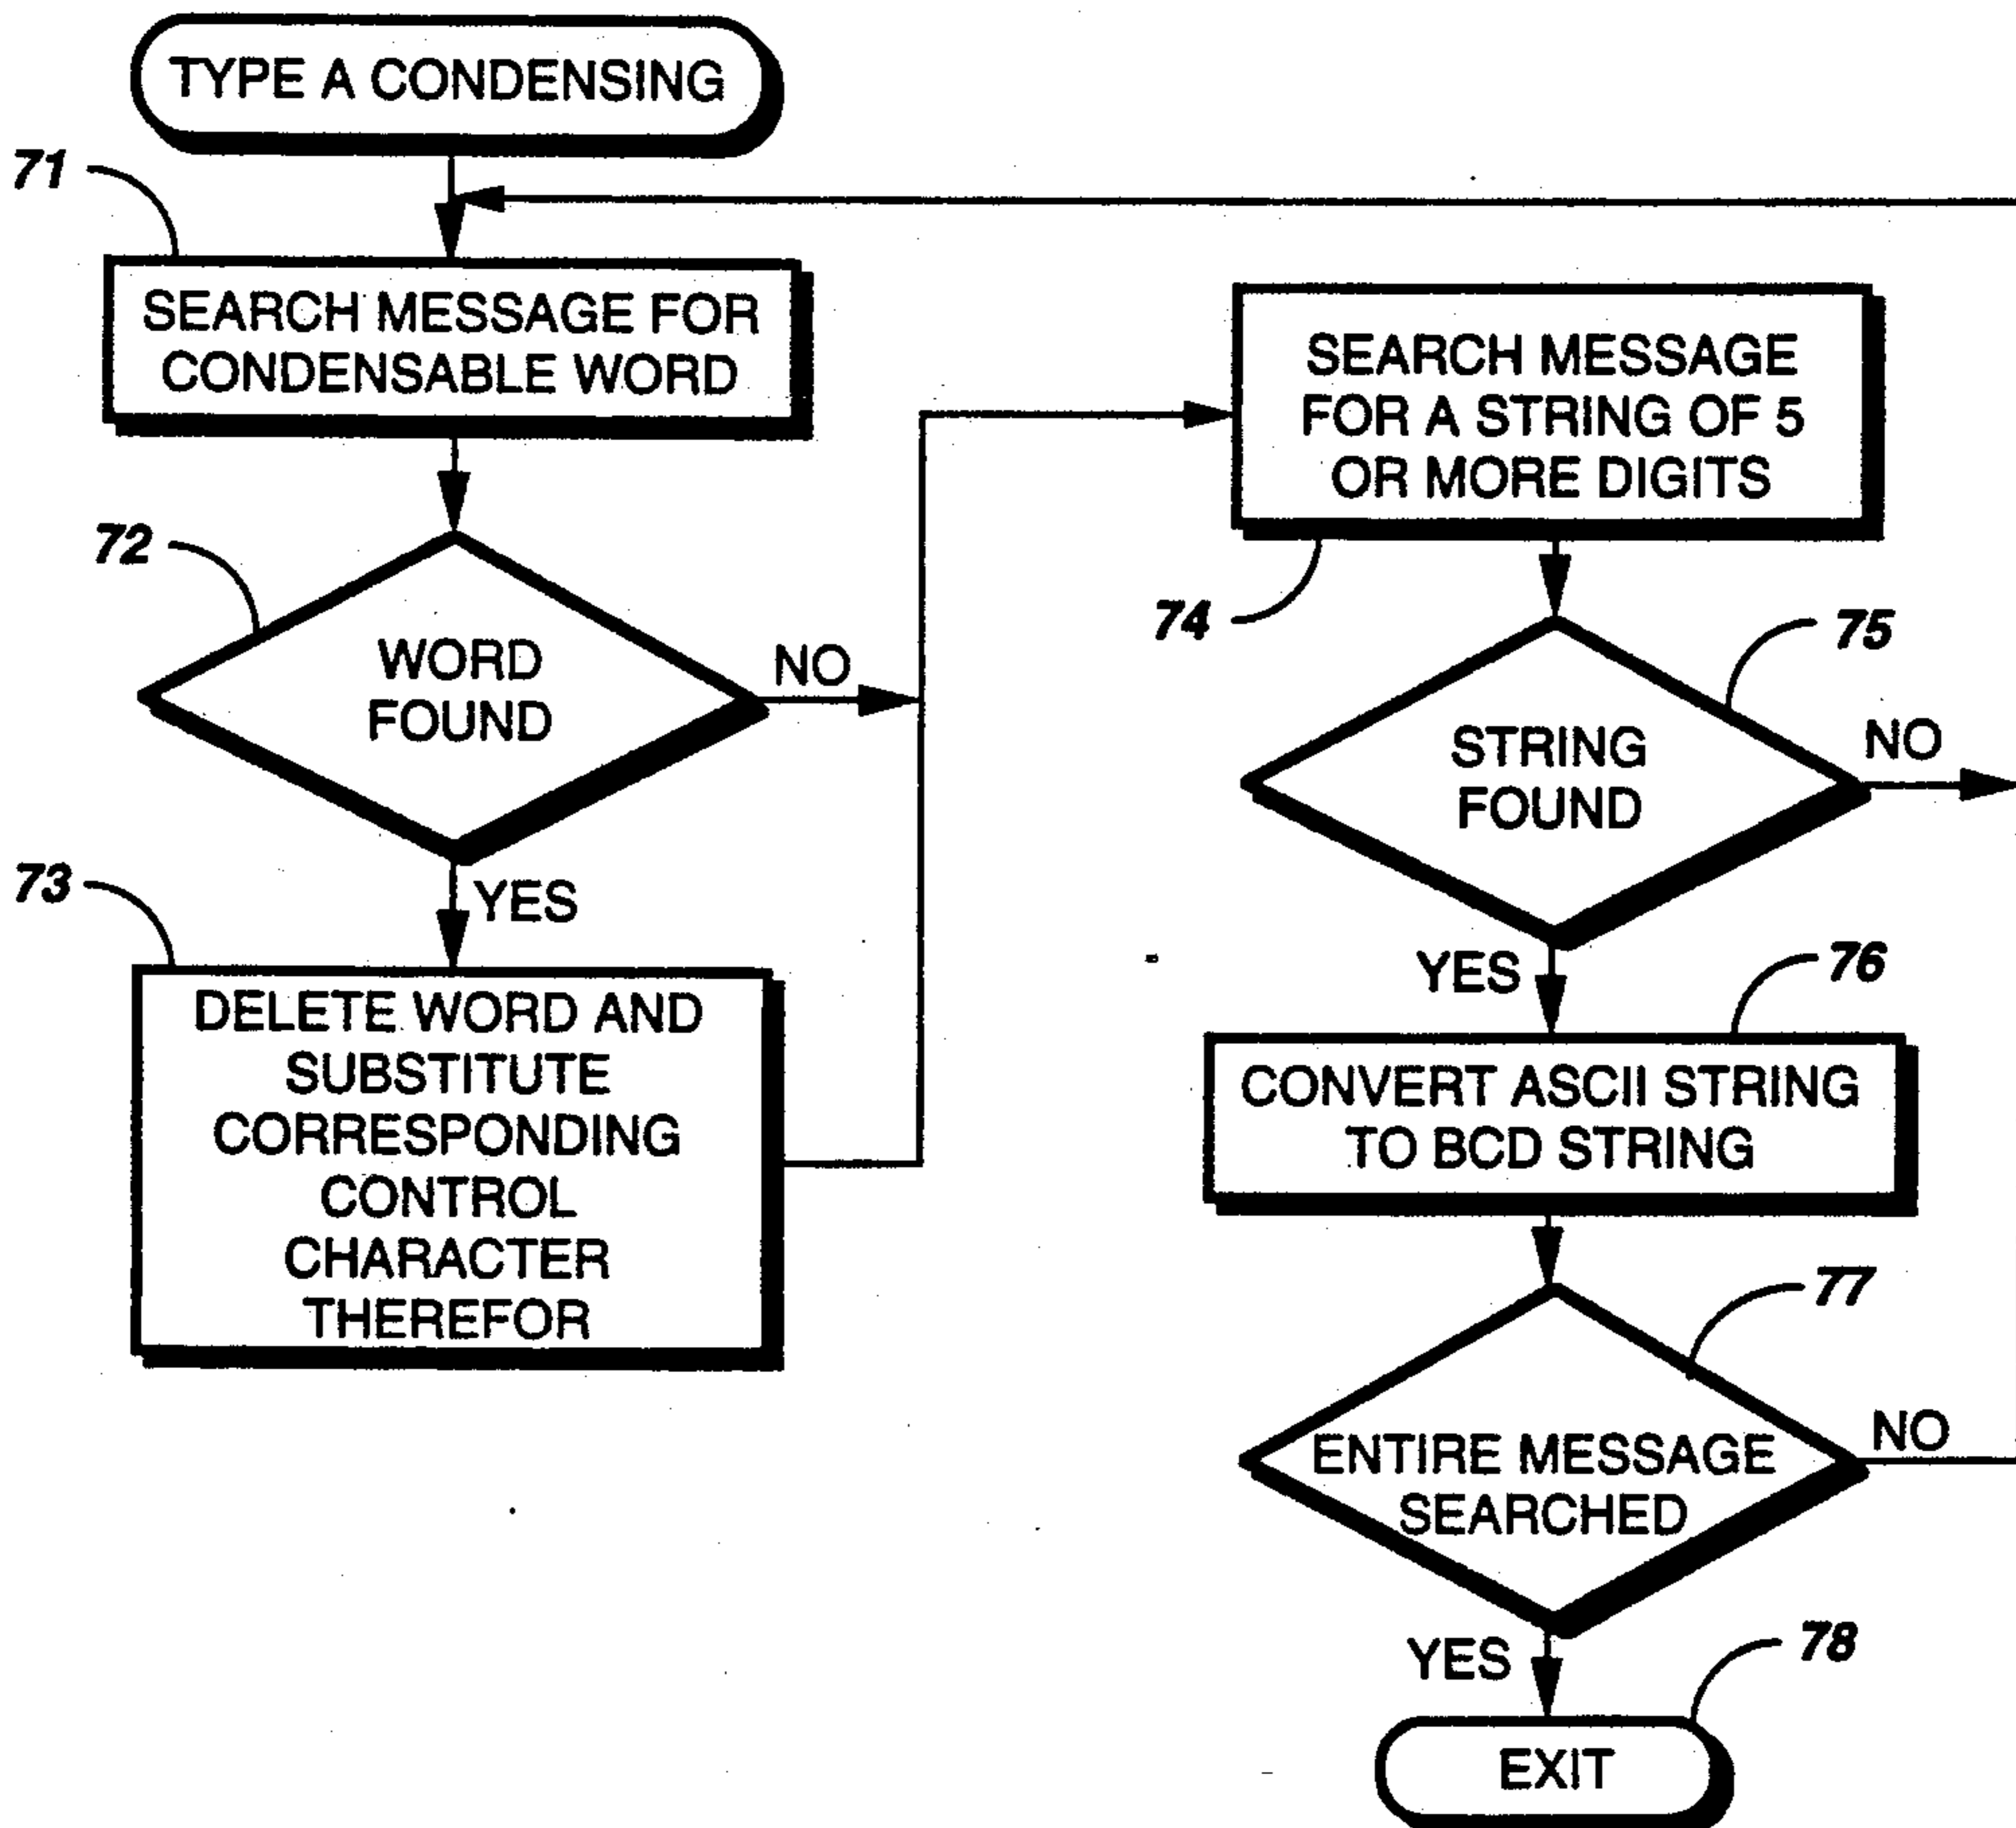 TYPE A CONDENSING
71
SEARCH MESSAGE FOR
CONDENSABLE WORD
72
WORD
FOUND
NO
YES
73
DELETE WORD AND
SUBSTITUTE
CORRESPONDING
CONTROL
CHARACTER
THEREFOR
SEARCH MESSAGE
FOR A STRING OF 5
OR MORE DIGITS
74
75
STRING
FOUND
NO
YES
76
CONVERT ASCII STRING
TO BCD STRING
77
ENTIRE MESSAGE
SEARCHED
NO
YES
78
EXIT